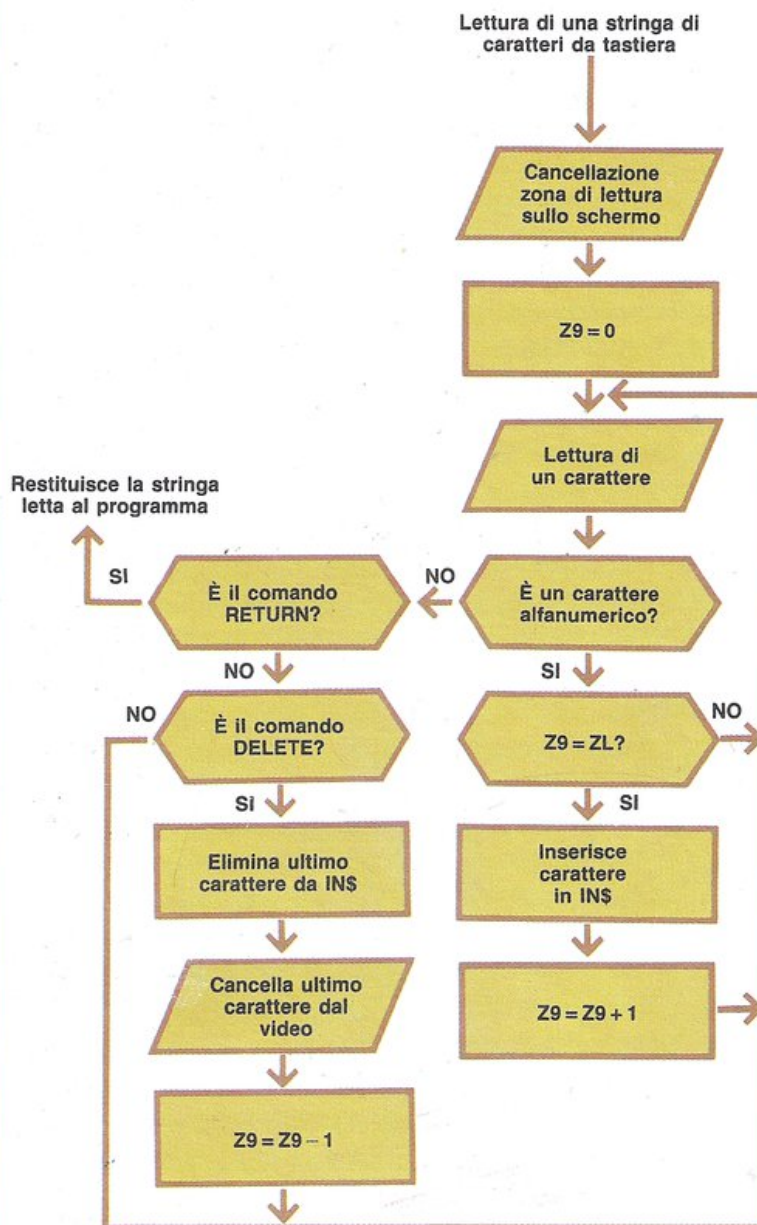 Lettura di una stringa di
caratteri da tastiera
Cancellazione
zona di lettura
sullo schermo
Z9 = 0
Lettura di
un carattere
Restituisce la stringa
letta al programma
SI
È il comando
RETURN?
NO
È un carattere
alfanumerico?
NO
SI
NO
È il comando
DELETE?
Z9 = ZL?
NO
SI
SI
Elimina ultimo
carattere da IN$
Inserisce
carattere
in IN$
Cancella ultimo
carattere dal
video
Z9 = Z9 + 1
Z9 = Z9 – 1